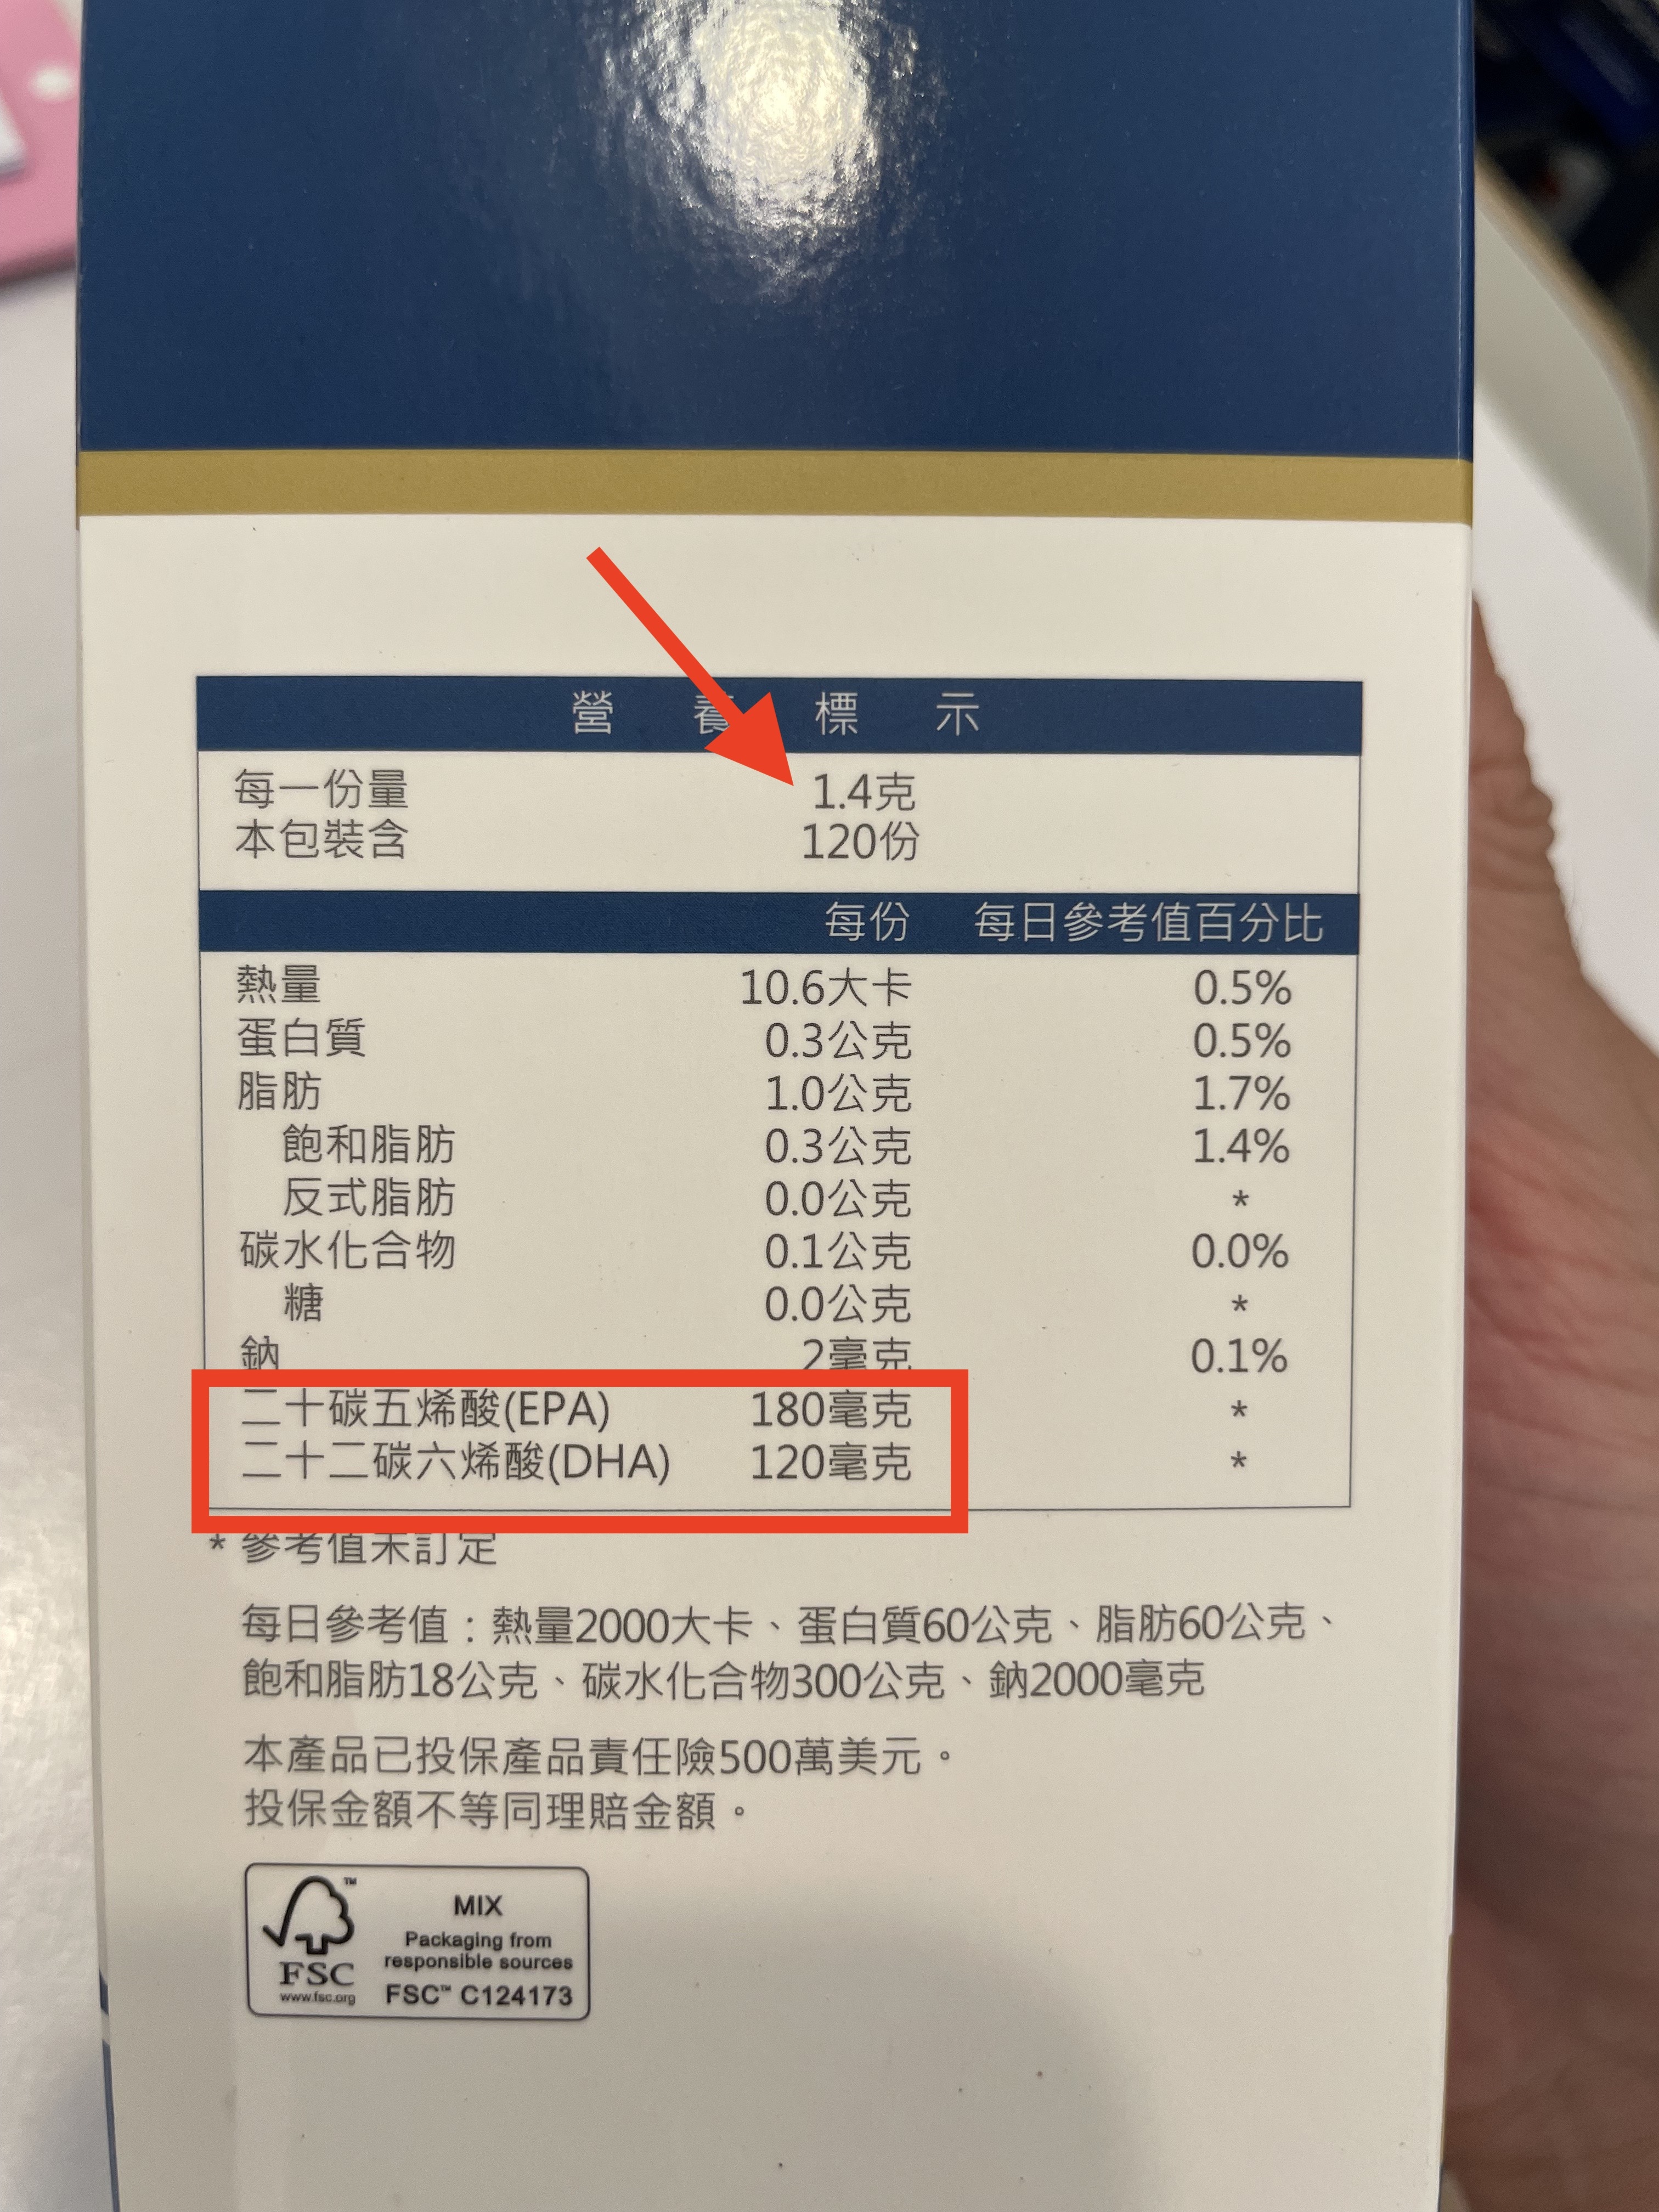 營養標示
每一份量 1.4克
本包裝含 120份
每份 每日參考值百分比
熱量 10.6大卡 0.5%
蛋白質 0.3公克 0.5%
脂肪 1.0公克 1.7%
飽和脂肪 0.3公克 1.4%
反式脂肪 0.0公克 *
碳水化合物 0.1公克 0.0%
糖 0.0公克 *
鈉 2毫克 0.1%
二十碳五烯酸(EPA) 180毫克 *
二十二碳六烯酸(DHA) 120毫克 *
* 參考值未訂定
每日參考值：熱量2000大卡、蛋白質60公克、脂肪60公克、
飽和脂肪18公克、碳水化合物300公克、鈉2000毫克
本產品已投保產品責任險500萬美元。
投保金額不等同理賠金額。
MIX
Packaging from
responsible sources
FSC™ C124173
TM
FSC
www.fsc.org